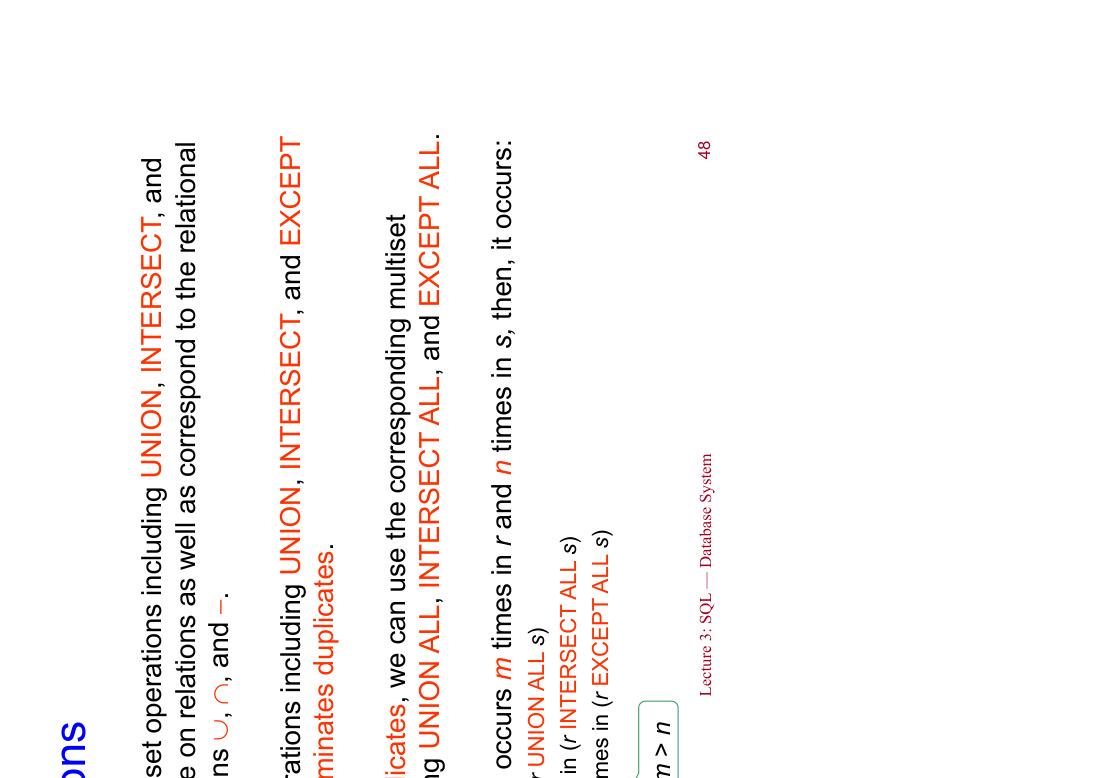 ons
set operations including UNION, INTERSECT, and
e on relations as well as correspond to the relational
ns ∪, ∩, and −.
rations including UNION, INTERSECT, and EXCEPT
minates duplicates.
licates, we can use the corresponding multiset
ng UNION ALL, INTERSECT ALL, and EXCEPT ALL.
occurs m times in r and n times in s, then, it occurs:
r UNION ALL s)
in (r INTERSECT ALL s)
mes in (r EXCEPT ALL s)
m > n
Lecture 3: SQL — Database System
48